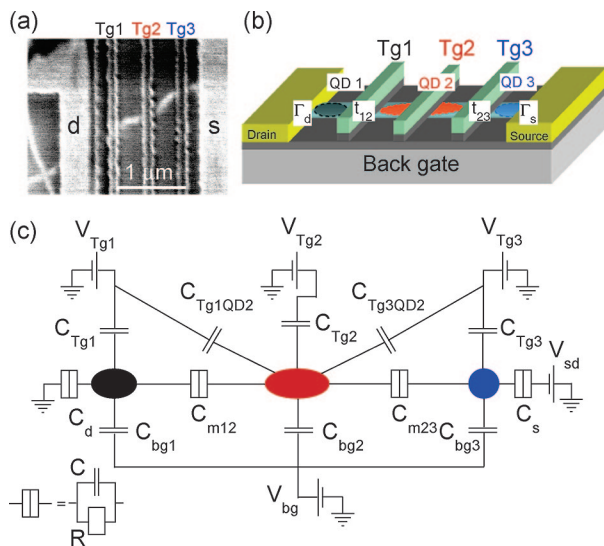 (a)
Tg1 Tg2 Tg3
d
s
1 um
(b)
Tg1 Tg2 Tg3
QD 1 QD 2 QD 3
Γd t12 t23 Γs
Drain
Source
Back gate
(c)
VTg1 VTg2 VTg3
CTg1QD2 CTg3QD2
CTg1 CTg2 CTg3
Vsd
Cd Cm12 Cm23 Cs
Cbg1 Cbg2 Cbg3
C
=
R
Vbg